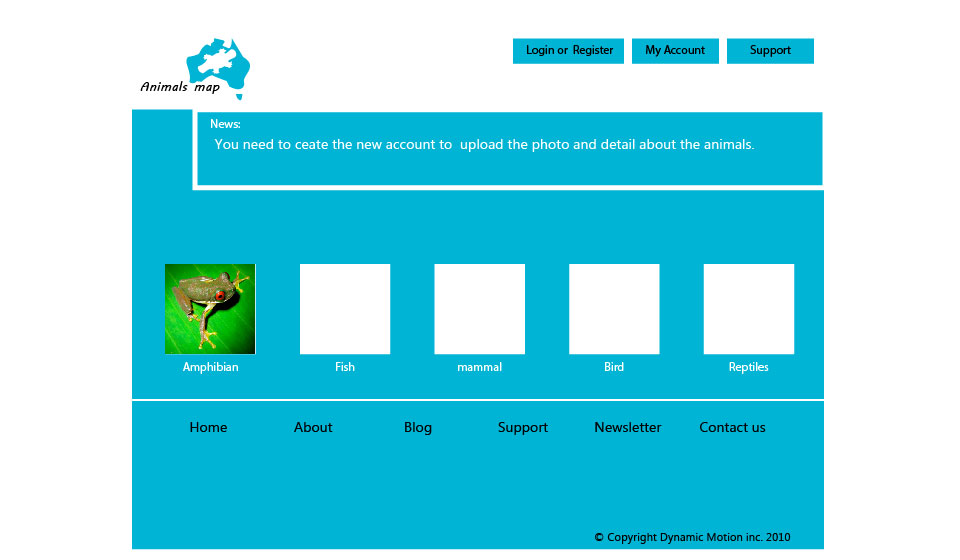 Login or Register
My Account
Support
Animals map
News:
You need to ceate the new account to upload the photo and detail about the animals.
Amphibian
Fish
mammal
Bird
Reptiles
Home
About
Blog
Support
Newsletter
Contact us
© Copyright Dynamic Motion inc. 2010